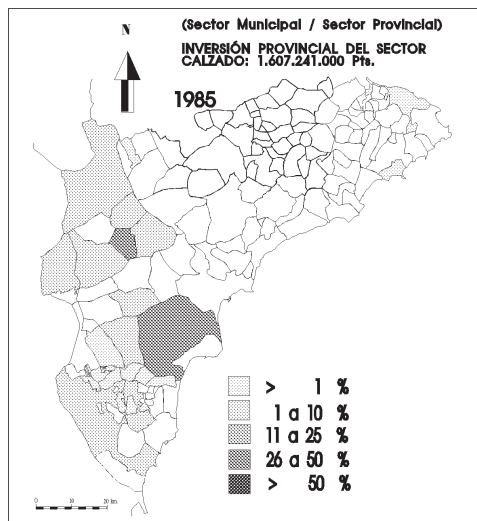 (Sector Municipal / Sector Provincial)
N
INVERSIÓN PROVINCIAL DEL SECTOR
CALZADO: 1.607.241.000 Pts.
1985
> 1 %
1 a 10 %
11 a 25 %
26 a 50 %
> 50 %
0 10 20 km.